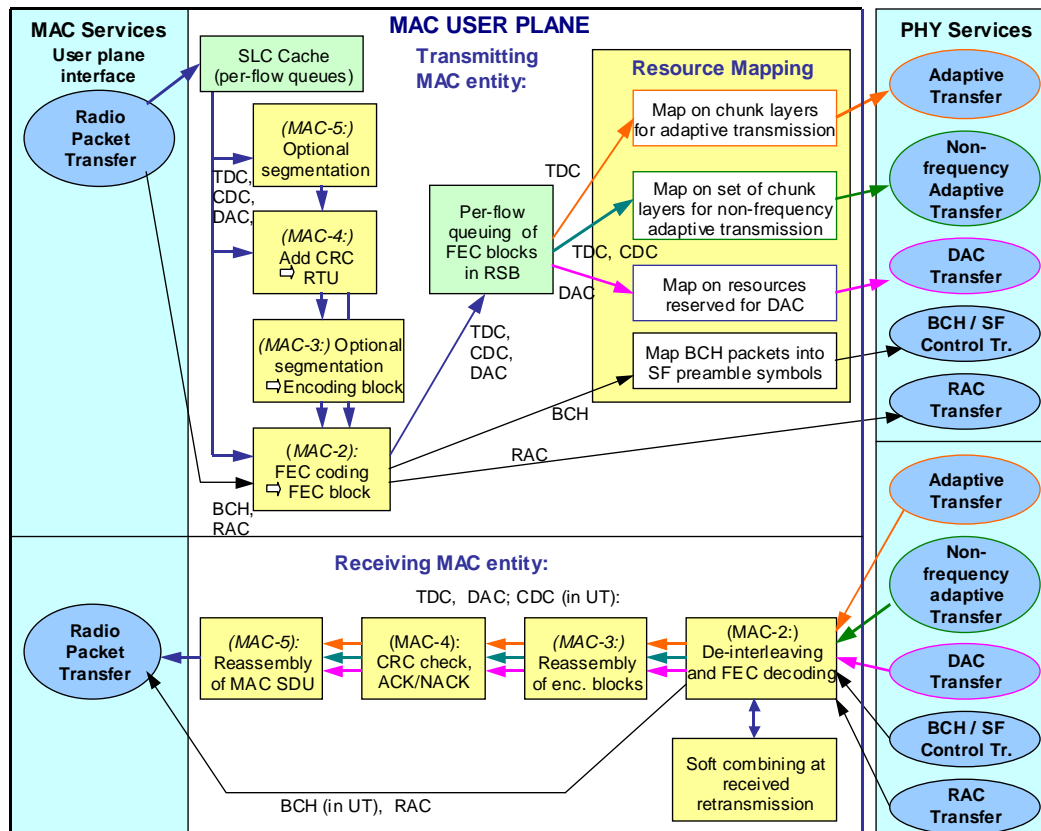 MAC Services
User plane
interface
Radio
Packet
Transfer
MAC USER PLANE
SLC Cache
(per-flow queues)
Transmitting
MAC entity:
(MAC-5:)
Optional
segmentation
TDC,
CDC,
DAC,
(MAC-4:)
Add CRC
⇨ RTU
(MAC-3:) Optional
segmentation
⇨Encoding block
(MAC-2):
FEC coding
⇨ FEC block
BCH,
RAC
Per-flow
queuing of
FEC blocks
in RSB
TDC,
CDC,
DAC
TDC
TDC, CDC
DAC
BCH
RAC
Resource Mapping
Map on chunk layers
for adaptive transmission
Map on set of chunk
layers for non-frequency
adaptive transmission
Map on resources
reserved for DAC
Map BCH packets into
SF preamble symbols
PHY Services
Adaptive
Transfer
Non-
frequency
Adaptive
Transfer
DAC
Transfer
BCH / SF
Control Tr.
RAC
Transfer
Receiving MAC entity:
TDC, DAC; CDC (in UT):
Radio
Packet
Transfer
(MAC-5):
Reassembly
of MAC SDU
(MAC-4):
CRC check,
ACK/NACK
(MAC-3:)
Reassembly
of enc. blocks
(MAC-2:)
De-interleaving
and FEC decoding
Soft combining at
received
retransmission
BCH (in UT), RAC
Adaptive
Transfer
Non-
frequency
adaptive
Transfer
DAC
Transfer
BCH / SF
Control Tr.
RAC
Transfer